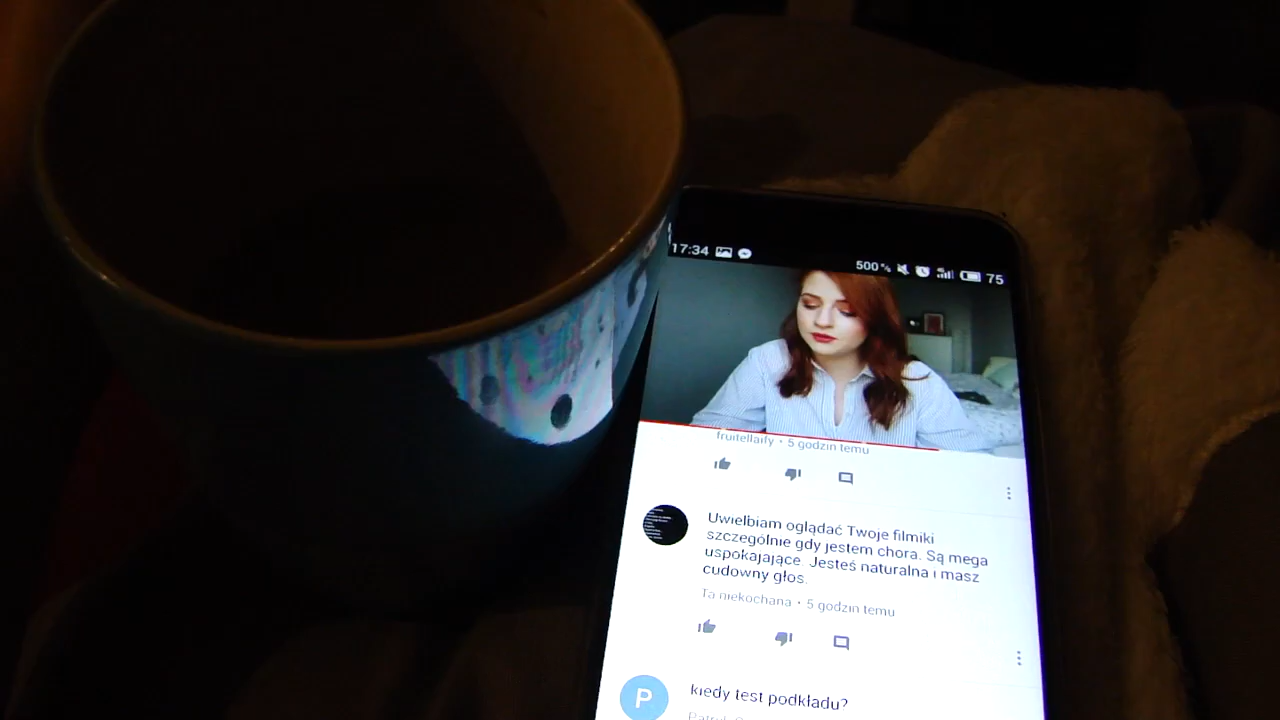 17:34
500% 75
fruitellaify • 5 godzin temu
Uwielbiam oglądać Twoje filmiki
szczególnie gdy jestem chora. Są mega
uspokajające. Jesteś naturalna i masz
cudowny głos.
Ta niekochana • 5 godzin temu
P
kiedy test podkładu?